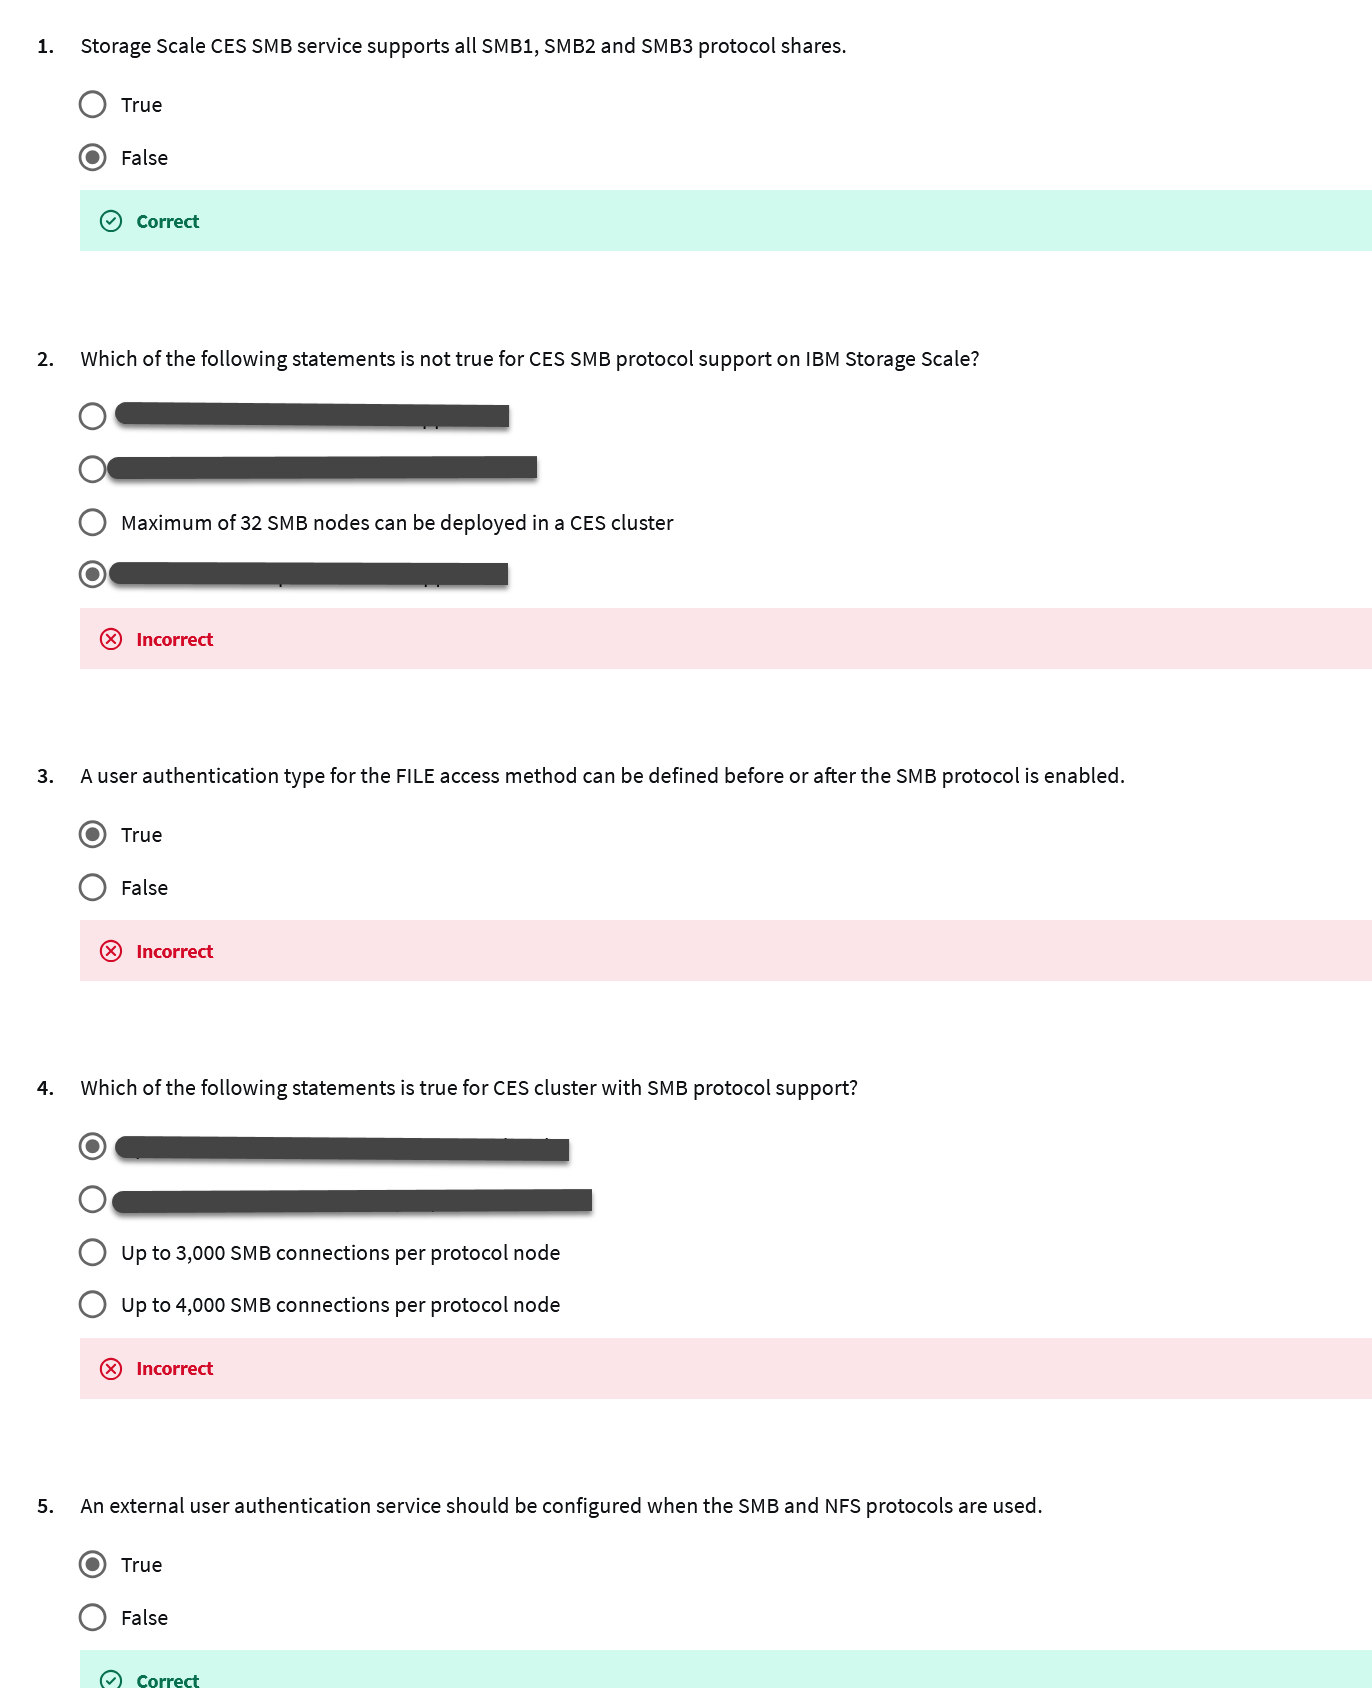 1. Storage Scale CES SMB service supports all SMB1, SMB2 and SMB3 protocol shares.
True
False
Correct
2. Which of the following statements is not true for CES SMB protocol support on IBM Storage Scale?
Maximum of 32 SMB nodes can be deployed in a CES cluster
Incorrect
3. A user authentication type for the FILE access method can be defined before or after the SMB protocol is enabled.
True
False
Incorrect
4. Which of the following statements is true for CES cluster with SMB protocol support?
Up to 3,000 SMB connections per protocol node
Up to 4,000 SMB connections per protocol node
Incorrect
5. An external user authentication service should be configured when the SMB and NFS protocols are used.
True
False
Correct